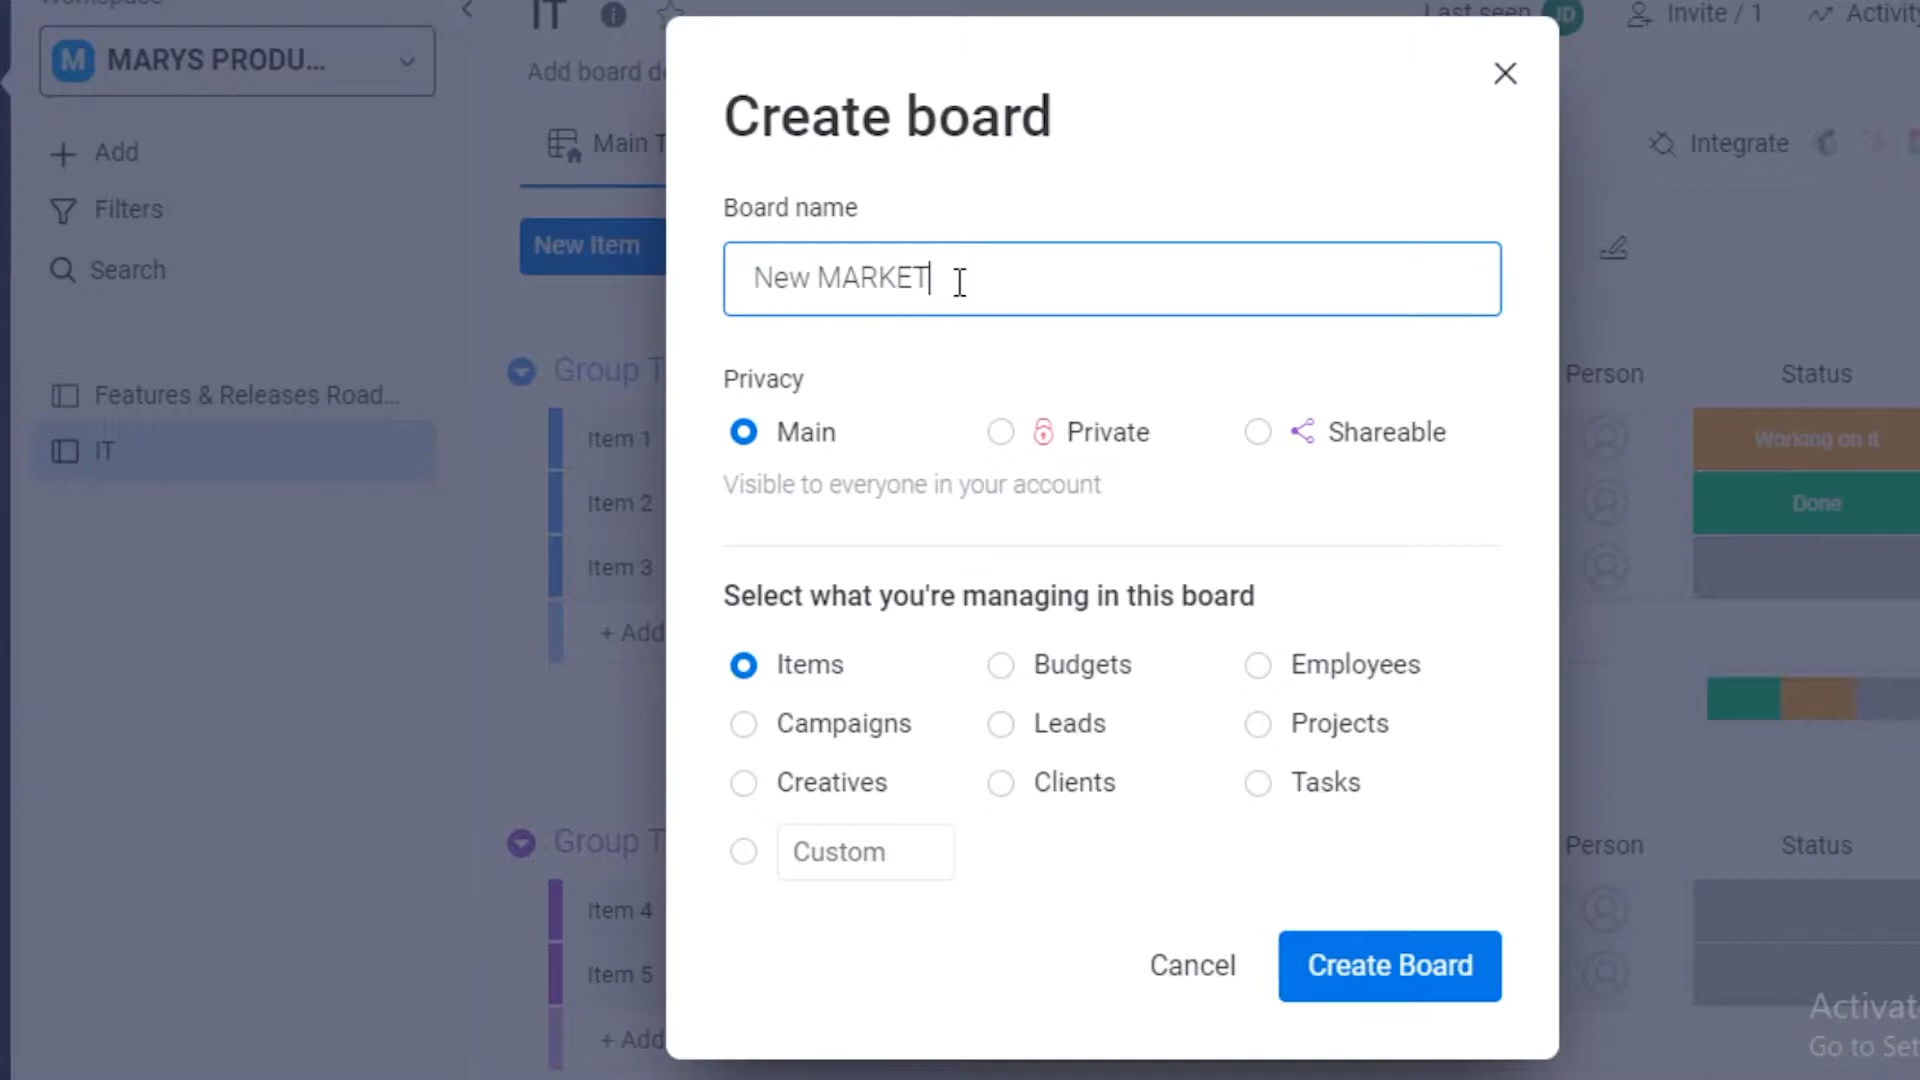 IT
Last seen
JD
Invite / 1
M MARYS PRODU...
Add board
Add
Main
Integrate
Filters
New Item
Search
Features & Releases Road...
IT
Group
Item 1
Item 2
Item 3
+ Add
Group
Item 4
Item 5
+ Add
Create board
Board name
New MARKET
Privacy
Main
Private
Shareable
Visible to everyone in your account
Select what you're managing in this board
Items
Budgets
Employees
Campaigns
Leads
Projects
Creatives
Clients
Tasks
Custom
Cancel
Create Board
Person
Status
Working on it
Done
Person
Status
Go to